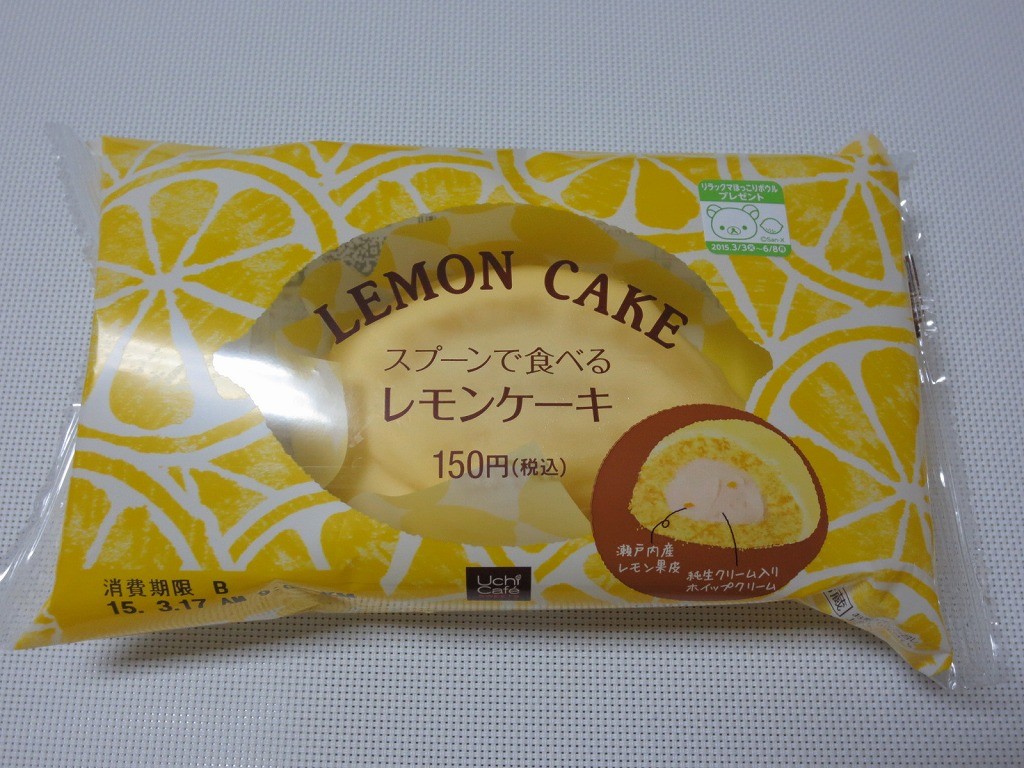 リラックマほっこりボウル
プレゼント
2015.3/3㊋~6/8㊊
LEMON CAKE
スプーンで食べる
レモンケーキ
150円(税込)
瀬戸内産
レモン果皮
純生クリーム入り
ホイップクリーム
Uchi
Café
消費期限 B
15. 3.17 AM